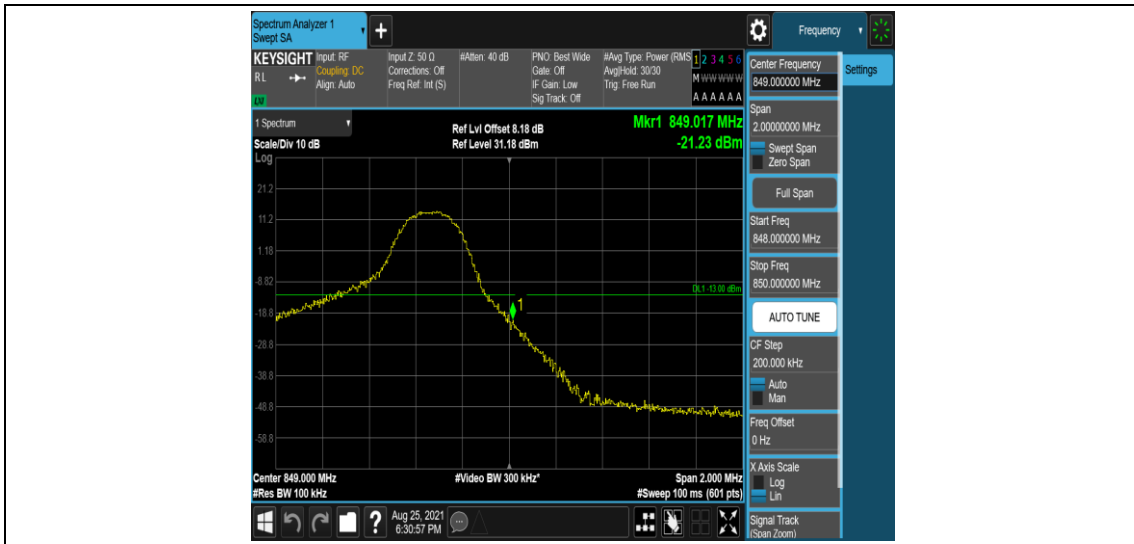 Spectrum Analyzer 1
Swept SA
+
Frequency
KEYSIGHT
RL
LXI
Input: RF
Coupling: DC
Align: Auto
Input Z: 50 Ω
Corrections: Off
Freq Ref: Int (S)
#Atten: 40 dB
PNO: Best Wide
Gate: Off
IF Gain: Low
Sig Track: Off
#Avg Type: Power (RMS
Avg|Hold: 30/30
Trig: Free Run
1 2 3 4 5 6
M W W W W W
A A A A A A
1 Spectrum
Scale/Div 10 dB
Ref Lvl Offset 8.18 dB
Ref Level 31.18 dBm
Mkr1 849.017 MHz
-21.23 dBm
Log
21.2
11.2
1.18
-8.82
-18.8
-28.8
-38.8
-48.8
-58.8
DL1 -13.00 dBm
1
Center 849.000 MHz
#Res BW 100 kHz
#Video BW 300 kHz*
Span 2.000 MHz
#Sweep 100 ms (601 pts)
?
Aug 25, 2021
6:30:57 PM
Center Frequency
849.000000 MHz
Settings
Span
2.00000000 MHz
Swept Span
Zero Span
Full Span
Start Freq
848.000000 MHz
Stop Freq
850.000000 MHz
AUTO TUNE
CF Step
200.000 kHz
Auto
Man
Freq Offset
0 Hz
X Axis Scale
Log
Lin
Signal Track
(Span Zoom)